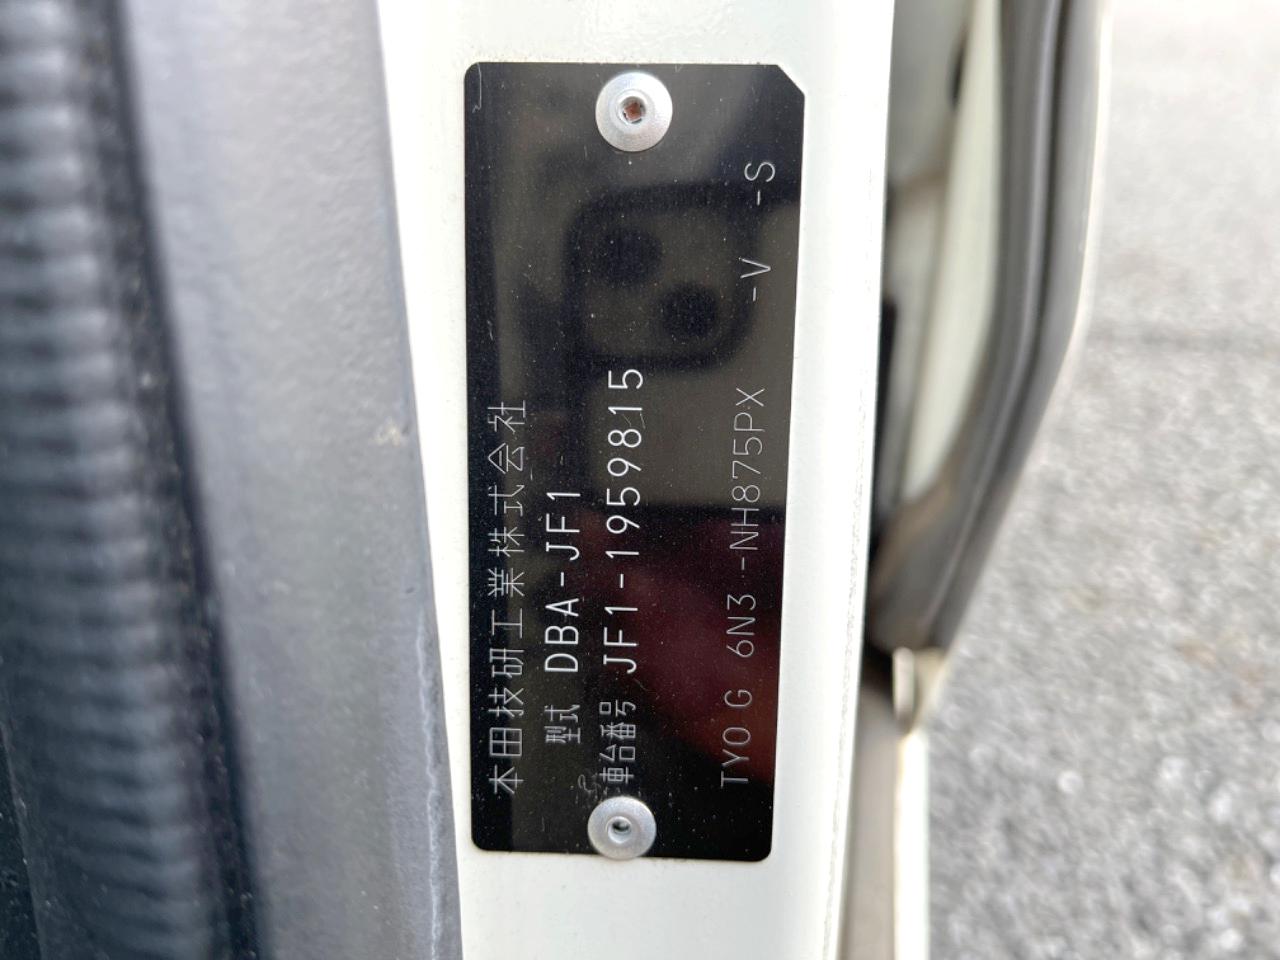 本田技研工業株式会社
型式 DBA-JF1
車台番号 JF1-1959815
TY0 G 6N3 -NH875PX -V -S